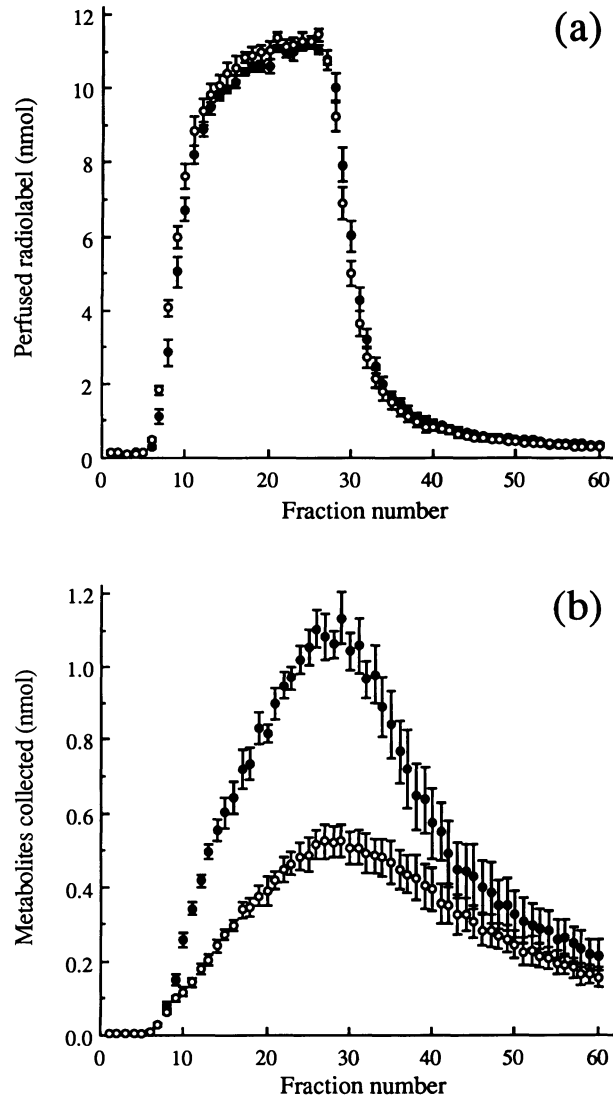 (a)
12
10
8
6
4
2
0
Perfused radiolabel (nmol)
0 10 20 30 40 50 60
Fraction number
(b)
1.2
1.0
0.8
0.6
0.4
0.2
0.0
Metabolites collected (nmol)
0 10 20 30 40 50 60
Fraction number